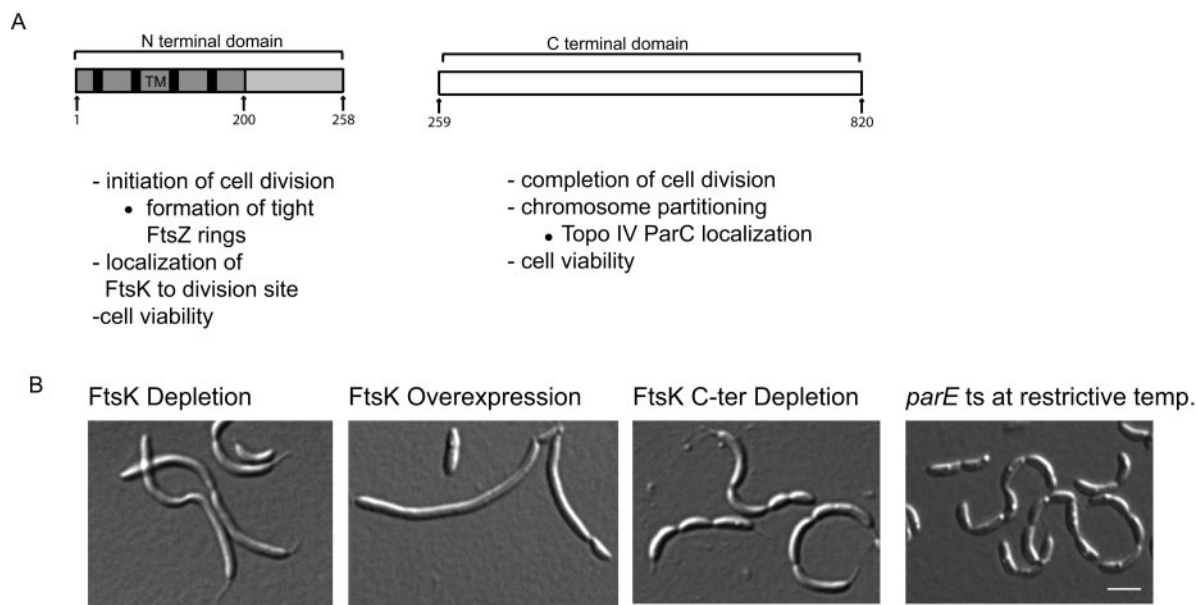 A
N terminal domain
C terminal domain
TM
1
200
258
259
820
- initiation of cell division
• formation of tight
FtsZ rings
- localization of
FtsK to division site
-cell viability
- completion of cell division
- chromosome partitioning
• Topo IV ParC localization
- cell viability
B
FtsK Depletion
FtsK Overexpression
FtsK C-ter Depletion
parE ts at restrictive temp.